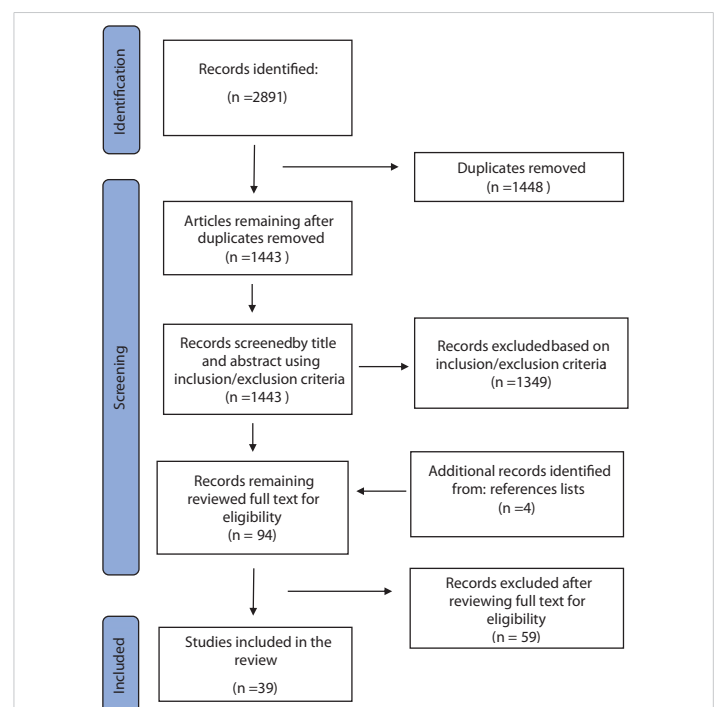 Identification
Records identified:
(n =2891)
Duplicates removed
(n =1448 )
Screening
Articles remaining after
duplicates removed
(n =1443 )
Records screenedby title
and abstract using
inclusion/exclusion criteria
(n =1443 )
Records excludedbased on
inclusion/exclusion criteria
(n =1349)
Records remaining
reviewed full text for
eligibility
(n = 94)
Additional records identified
from: references lists
(n =4)
Records excluded after
reviewing full text for
eligibility
(n = 59)
Included
Studies included in the
review
(n =39)